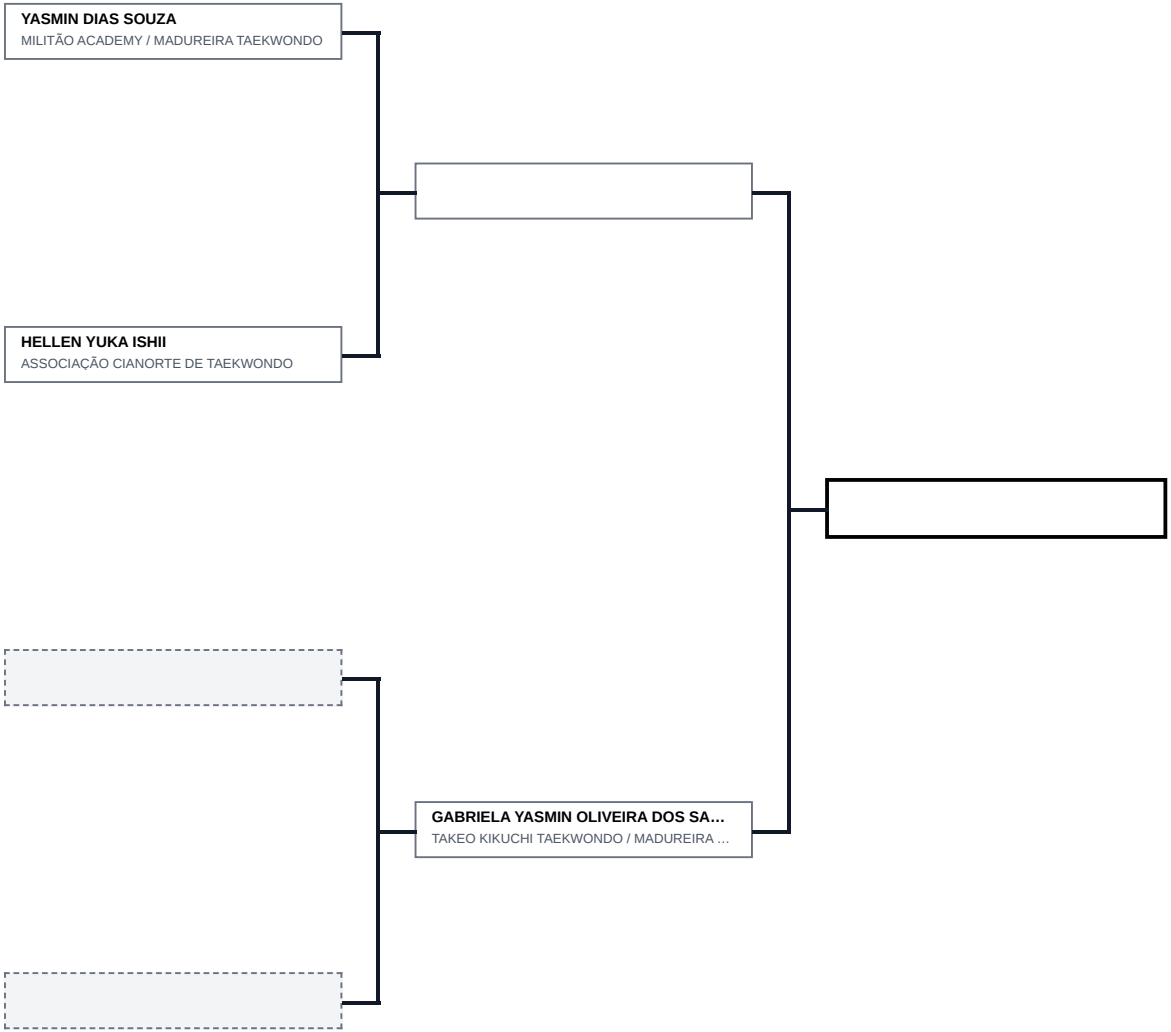 YASMIN DIAS SOUZA
MILITÃO ACADEMY / MADUREIRA TAEKWONDO
HELLEN YUKA ISHII
ASSOCIAÇÃO CIANORTE DE TAEKWONDO
GABRIELA YASMIN OLIVEIRA DOS SA...
TAKEO KIKUCHI TAEKWONDO / MADUREIRA ...